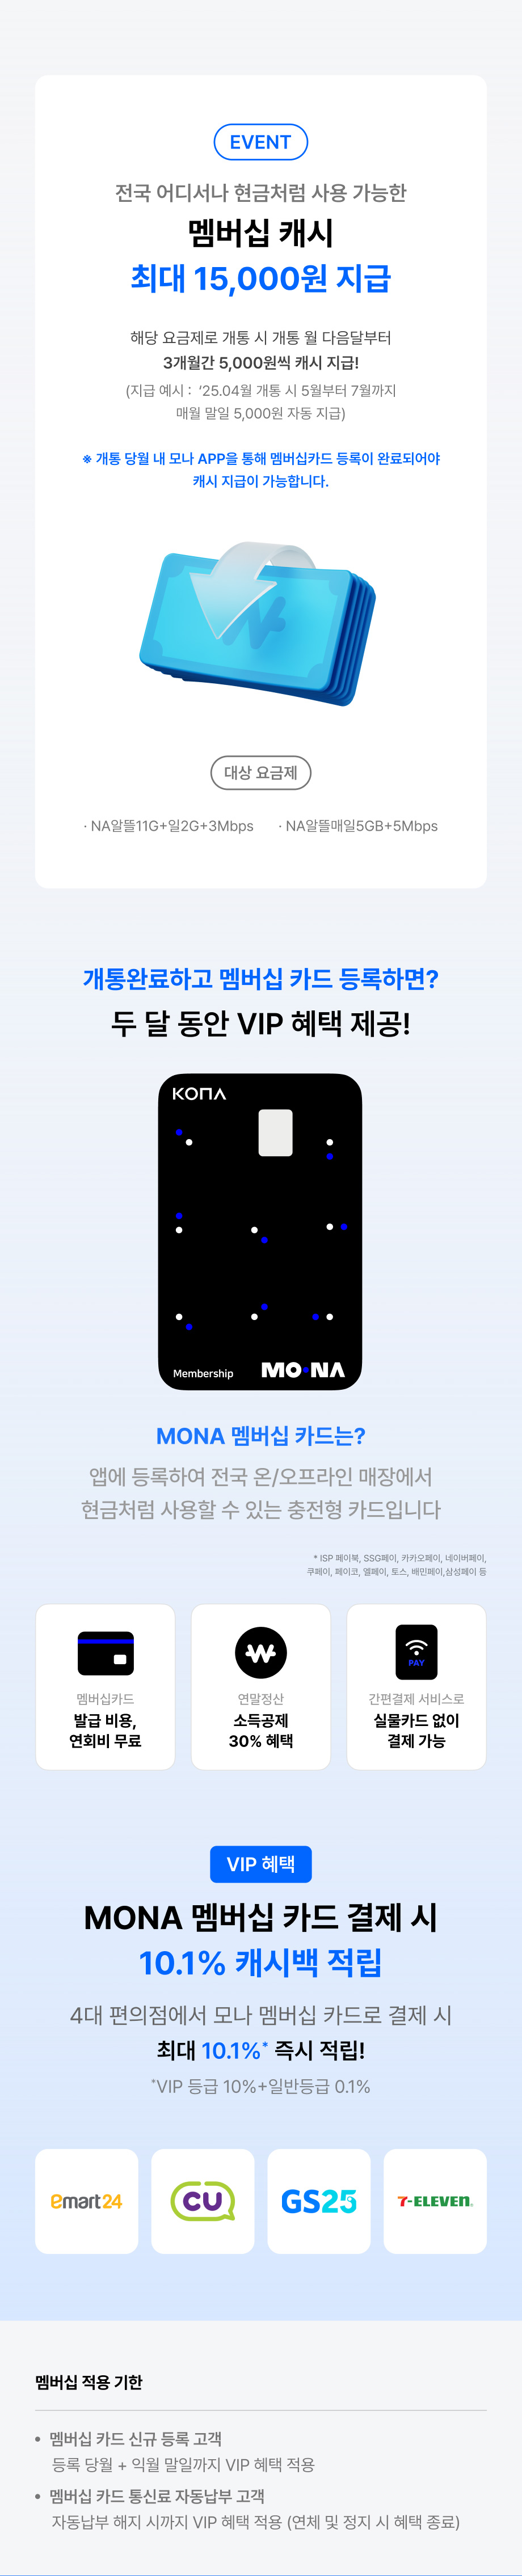 EVENT
전국 어디서나 현금처럼 사용 가능한
멤버십 캐시
최대 15,000원 지급
해당 요금제로 개통 시 개통 월 다음달부터
3개월간 5,000원씩 캐시 지급!
(지급 예시 : ‘25.04월 개통 시 5월부터 7월까지
매월 말일 5,000원 자동 지급)
※ 개통 당월 내 모나 APP을 통해 멤버십카드 등록이 완료되어야
캐시 지급이 가능합니다.
대상 요금제
· NA알뜰11G+일2G+3Mbps · NA알뜰매일5GB+5Mbps
개통완료하고 멤버십 카드 등록하면?
두 달 동안 VIP 혜택 제공!
KONA
Membership MONA
MONA 멤버십 카드는?
앱에 등록하여 전국 온/오프라인 매장에서
현금처럼 사용할 수 있는 충전형 카드입니다
* ISP 페이북, SSG페이, 카카오페이, 네이버페이,
쿠페이, 페이코, 엘페이, 토스, 배민페이,삼성페이 등
멤버십카드
발급 비용,
연회비 무료
연말정산
소득공제
30% 혜택
PAY
간편결제 서비스로
실물카드 없이
결제 가능
VIP 혜택
MONA 멤버십 카드 결제 시
10.1% 캐시백 적립
4대 편의점에서 모나 멤버십 카드로 결제 시
최대 10.1%* 즉시 적립!
*VIP 등급 10%+일반등급 0.1%
emart24
CU
GS25
7-ELEVEN
멤버십 적용 기한
• 멤버십 카드 신규 등록 고객
등록 당월 + 익월 말일까지 VIP 혜택 적용
• 멤버십 카드 통신료 자동납부 고객
자동납부 해지 시까지 VIP 혜택 적용 (연체 및 정지 시 혜택 종료)